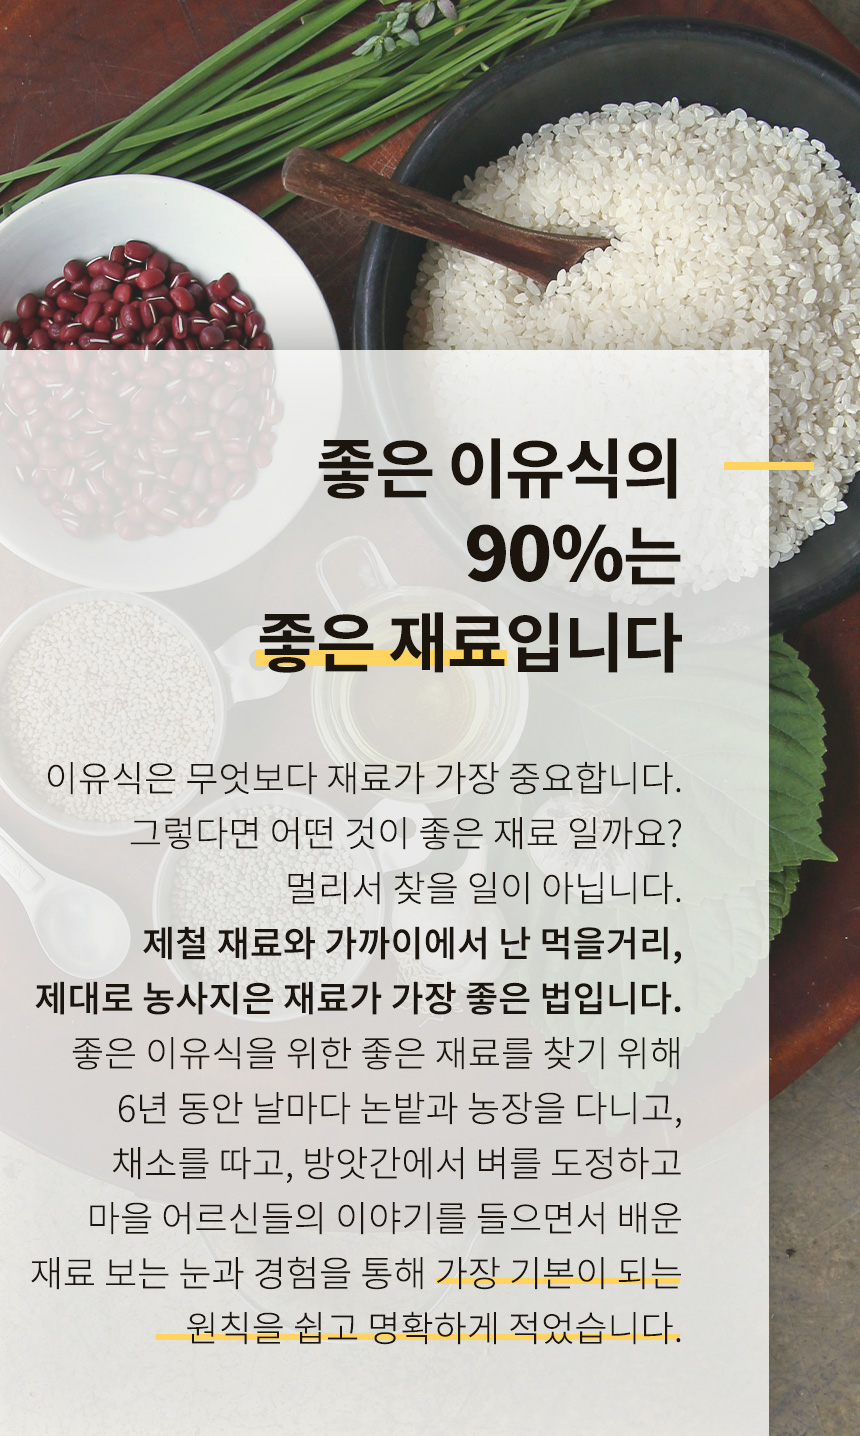 좋은 이유식의
90%는
좋은 재료입니다
이유식은 무엇보다 재료가 가장 중요합니다.
그렇다면 어떤 것이 좋은 재료 일까요?
멀리서 찾을 일이 아닙니다.
제철 재료와 가까이에서 난 먹을거리,
제대로 농사지은 재료가 가장 좋은 법입니다.
좋은 이유식을 위한 좋은 재료를 찾기 위해
6년 동안 날마다 논밭과 농장을 다니고,
채소를 따고, 방앗간에서 벼를 도정하고
마을 어르신들의 이야기를 들으면서 배운
재료 보는 눈과 경험을 통해 가장 기본이 되는
원칙을 쉽고 명확하게 적었습니다.